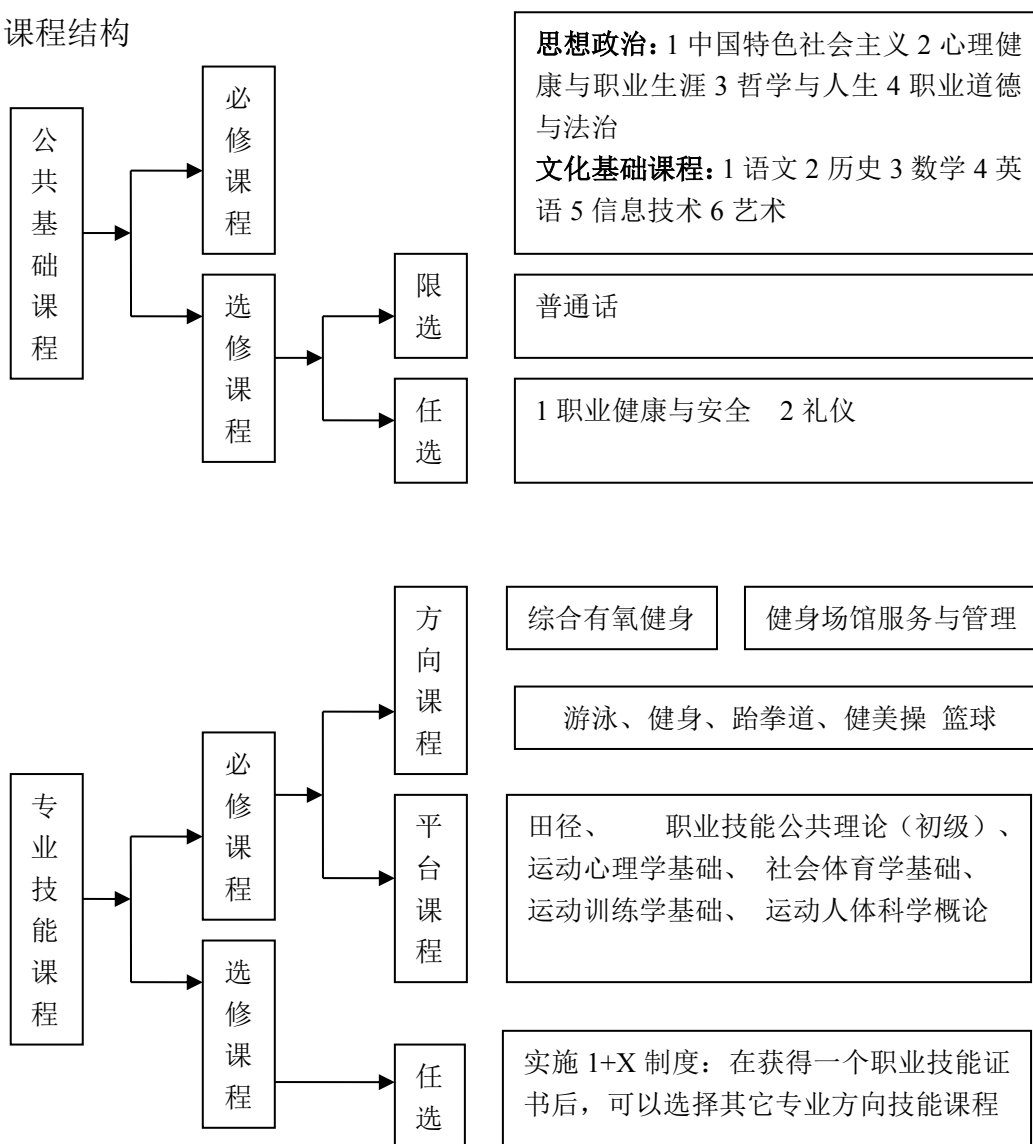 课程结构
公共基础课程
必修课程
思想政治：1 中国特色社会主义 2 心理健
康与职业生涯 3 哲学与人生 4 职业道德
与法治
文化基础课程：1 语文 2 历史 3 数学 4 英
语 5 信息技术 6 艺术
选修课程
限选
普通话
任选
1 职业健康与安全 2 礼仪
专业技能课程
必修课程
方向课程
综合有氧健身
健身场馆服务与管理
游泳、健身、跆拳道、健美操 篮球
平台课程
田径、 职业技能公共理论（初级）、
运动心理学基础、 社会体育学基础、
运动训练学基础、 运动人体科学概论
选修课程
任选
实施 1+X 制度：在获得一个职业技能证
书后，可以选择其它专业方向技能课程